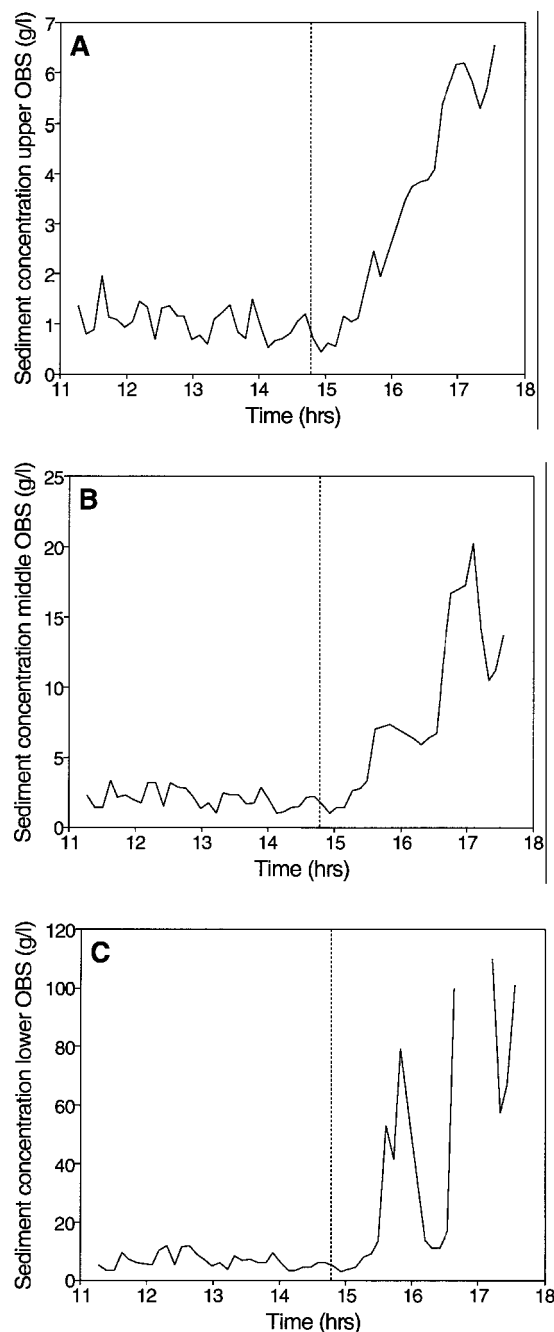 A
Sediment concentration upper OBS (g/l)
7
6
5
4
3
2
1
0
11 12 13 14 15 16 17 18
Time (hrs)
B
Sediment concentration middle OBS (g/l)
25
20
15
10
5
0
11 12 13 14 15 16 17 18
Time (hrs)
C
Sediment concentration lower OBS (g/l)
120
100
80
60
40
20
0
11 12 13 14 15 16 17 18
Time (hrs)